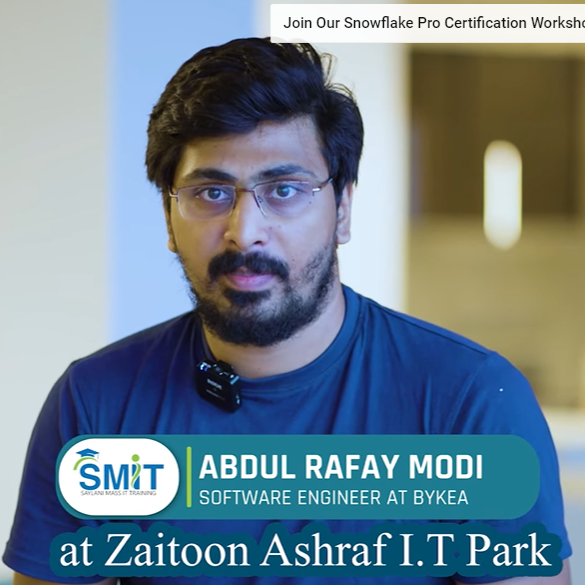 Join Our Snowflake Pro Certification Worksho
SMiT
SAYLANI MASS IT TRAINING
ABDUL RAFAY MODI
SOFTWARE ENGINEER AT BYKEA
at Zaitoon Ashraf I.T Park